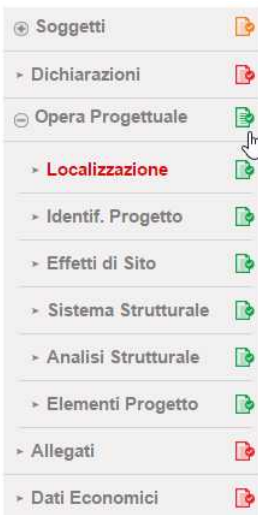 Soggetti
Dichiarazioni
Opera Progettuale
Localizzazione
Identif. Progetto
Effetti di Sito
Sistema Strutturale
Analisi Strutturale
Elementi Progetto
Allegati
Dati Economici